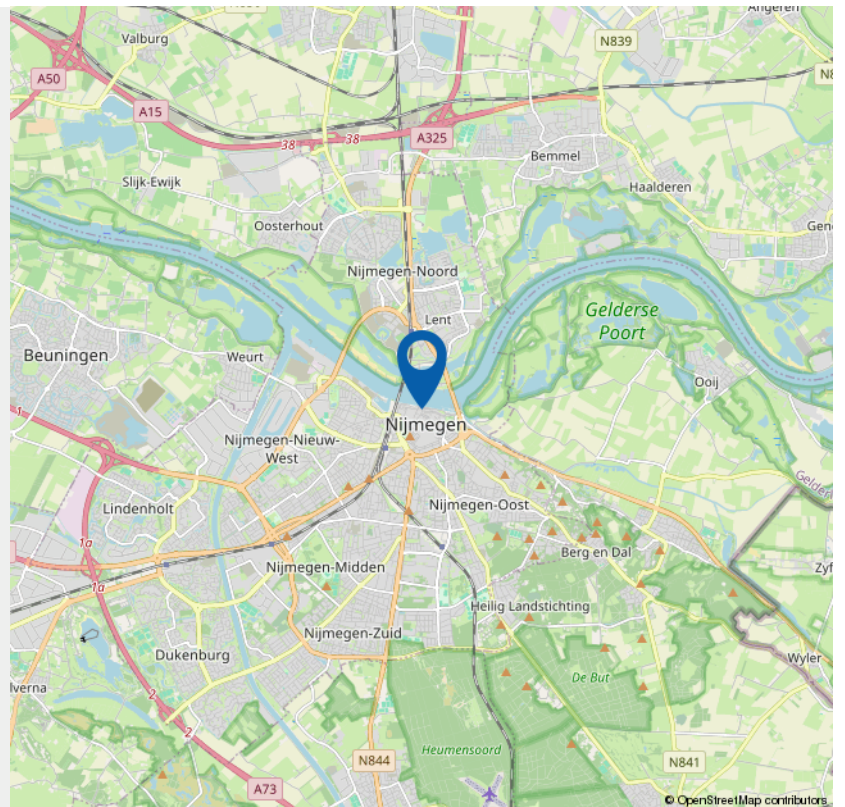 Angeren
Valburg
N839
A50
A15
38
38
A325
Bemmel
Slijk-Ewijk
Haalderen
Oosterhout
Nijmegen-Noord
Gelderse
Poort
Lent
Beuningen
Weurt
Ooij
1
Nijmegen
Nijmegen-Nieuw-
West
Lindenholt
Nijmegen-Oost
1a
Berg en Dal
Nijmegen-Midden
1a
Heilig Landstichting
Nijmegen-Zuid
Dukenburg
Wyler
De But
2
2
Heumensoord
N844
N841
A73
© OpenStreetMap contributors